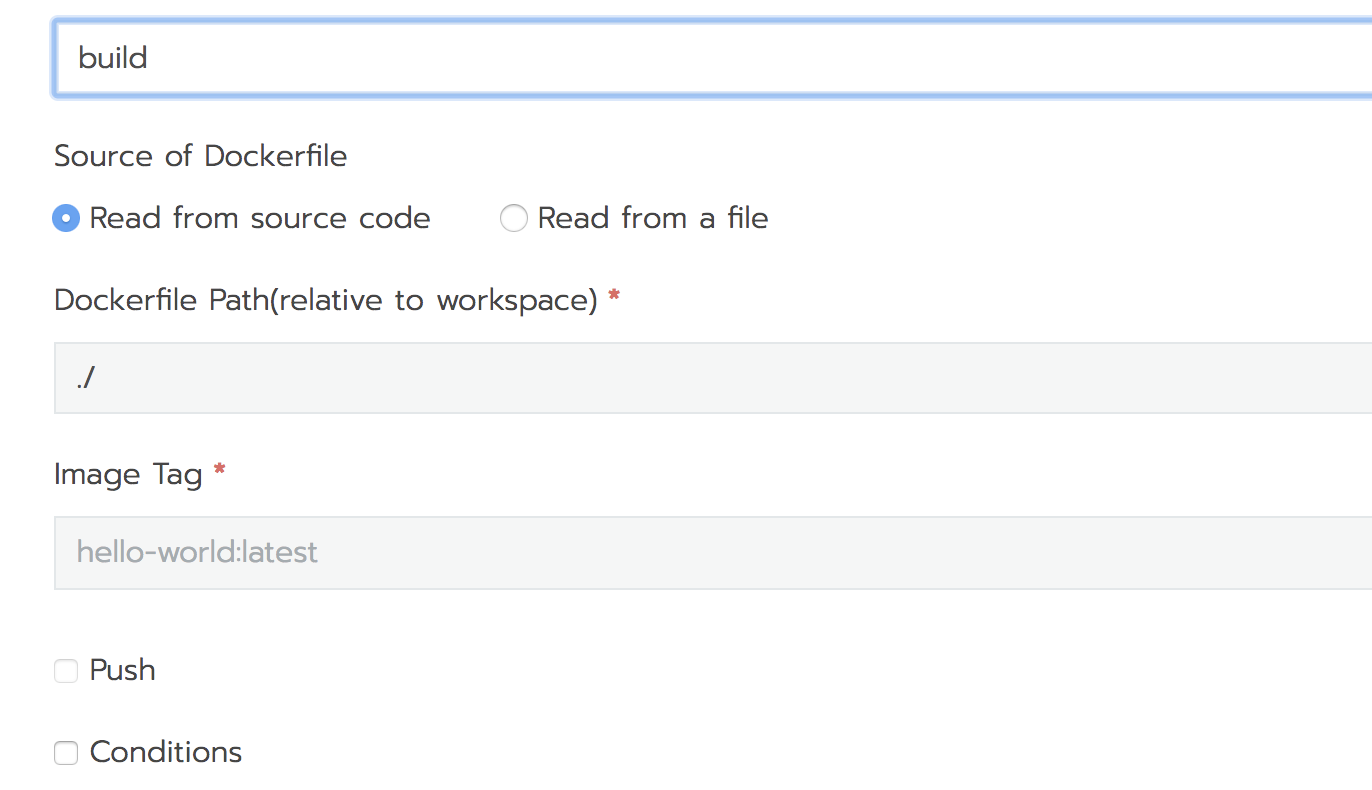 build
Source of Dockerfile
Read from source code Read from a file
Dockerfile Path(relative to workspace) *
./
Image Tag *
hello-world:latest
Push
Conditions